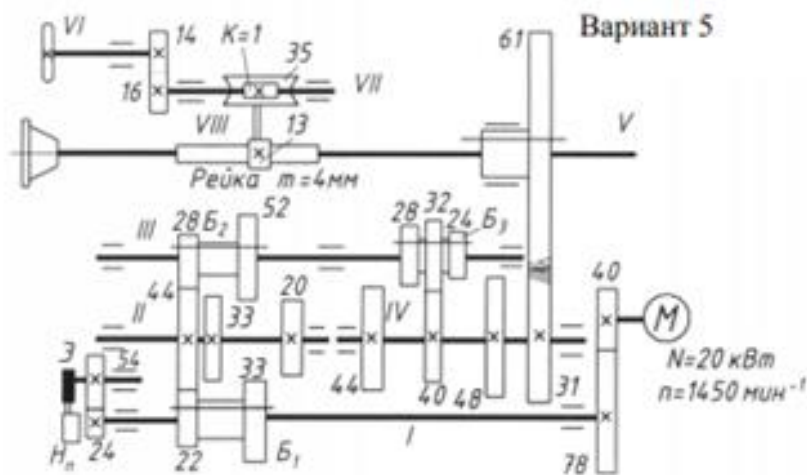 Вариант 5
VI
14
K=1
35
61
16
VII
VIII
13
V
Рейка m=4мм
28
Б₂
52
28
32
24
Б₃
III
40
44
20
II
33
IV
М
Э
54
33
44
40
48
31
N=20 кВт
n=1450 мин⁻¹
Нп
24
22
Б₁
I
78